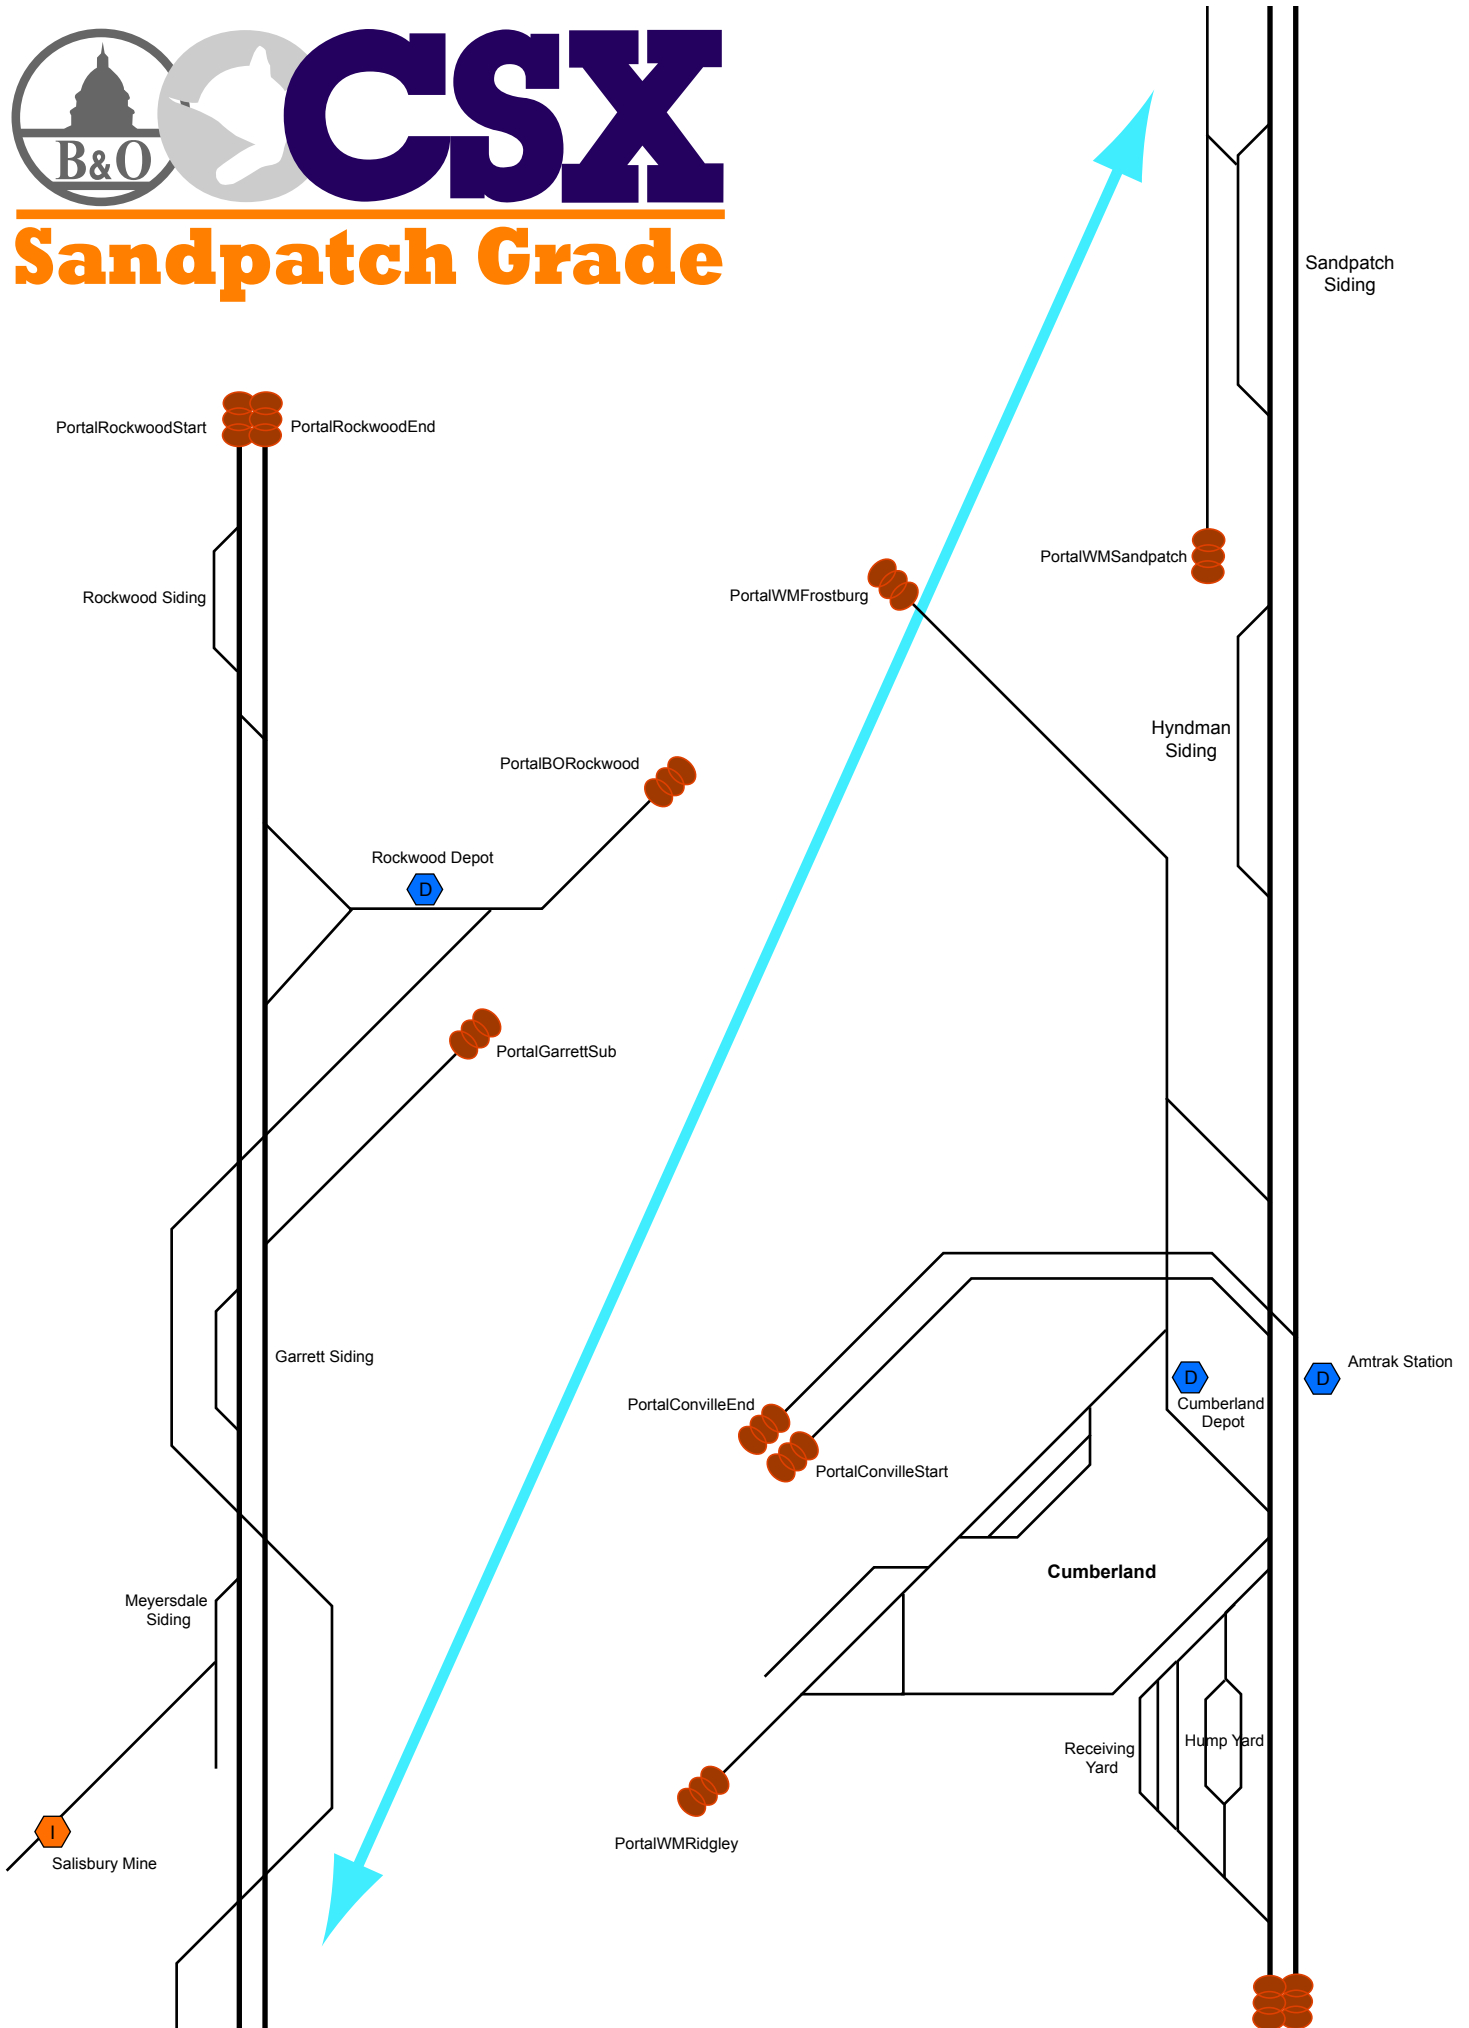 B&O
CSX
Sandpatch Grade
Sandpatch
Siding
PortalRockwoodStart
PortalRockwoodEnd
PortalWMSandpatch
Rockwood Siding
PortalWMFrostburg
Hyndman
Siding
PortalBORockwood
Rockwood Depot
D
PortalGarrettSub
Garrett Siding
Amtrak Station
D
D
Cumberland
Depot
PortalConvilleEnd
PortalConvilleStart
Cumberland
Meyersdale
Siding
Receiving
Yard
Hump Yard
I
Salisbury Mine
PortalWMRidgley